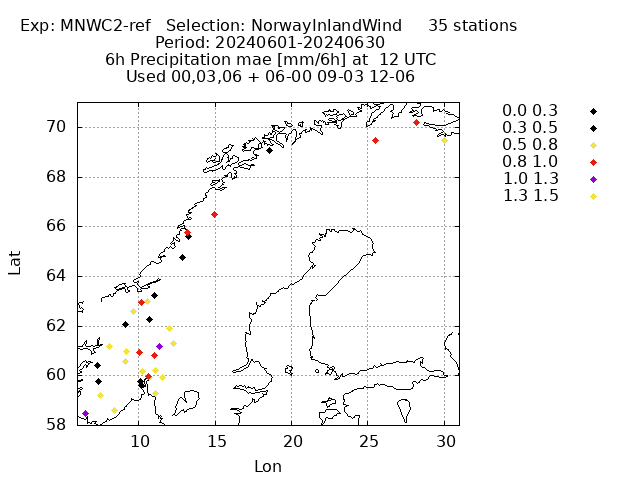 Exp: MNWC2-ref Selection: NorwayInlandWind 35 stations
Period: 20240601-20240630
6h Precipitation mae [mm/6h] at 12 UTC
Used 00,03,06 + 06-00 09-03 12-06
0.0 0.3
0.3 0.5
0.5 0.8
0.8 1.0
1.0 1.3
1.3 1.5
70
68
66
64
62
60
58
Lat
10 15 20 25 30
Lon